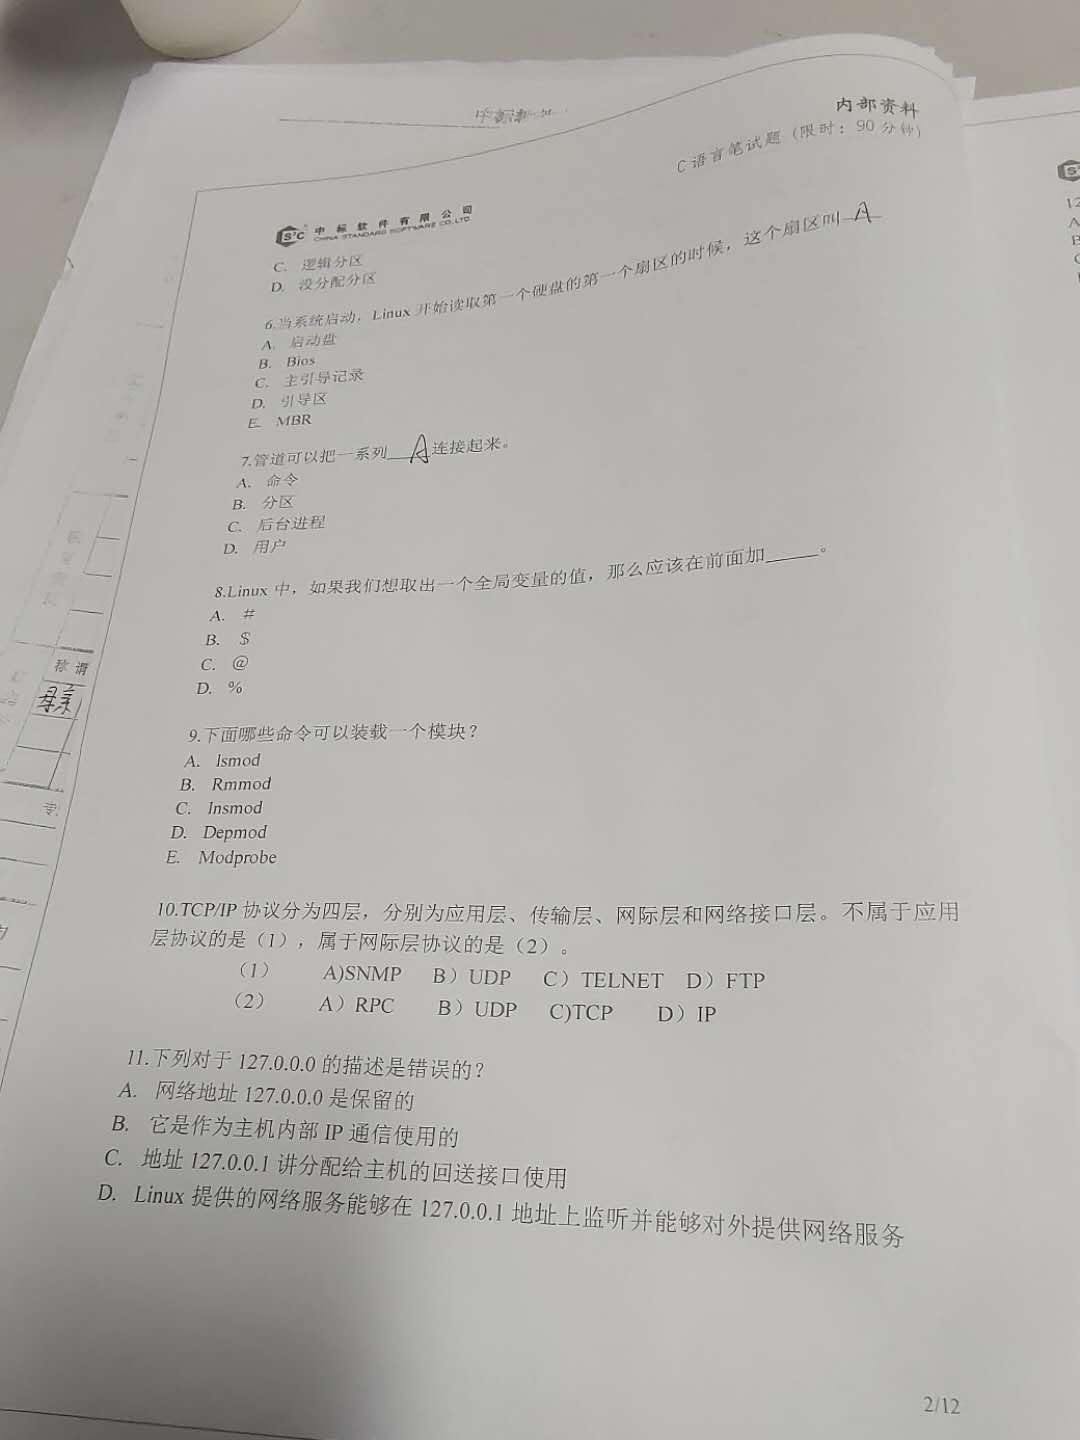 内部资料
C语言笔试题（限时：90分钟）
S²C 中标软件有限公司
CHINA STANDARD SOFTWARE CO.,LTD.
C. 逻辑分区
D. 没分配分区
6.当系统启动，Linux 开始读取第一个硬盘的第一个扇区的时候，这个扇区叫 A
A. 启动盘
B. Bios
C. 主引导记录
D. 引导区
E. MBR
7.管道可以把一系列 A 连接起来。
A. 命令
B. 分区
C. 后台进程
D. 用户
8.Linux 中，如果我们想取出一个全局变量的值，那么应该在前面加_____。
A. #
B. $
C. @
D. %
9.下面哪些命令可以装载一个模块？
A. lsmod
B. Rmmod
C. Insmod
D. Depmod
E. Modprobe
10.TCP/IP 协议分为四层，分别为应用层、传输层、网际层和网络接口层。不属于应用
层协议的是（1），属于网际层协议的是（2）。
（1） A)SNMP B）UDP C）TELNET D）FTP
（2） A）RPC B）UDP C)TCP D）IP
11.下列对于 127.0.0.0 的描述是错误的？
A. 网络地址 127.0.0.0 是保留的
B. 它是作为主机内部 IP 通信使用的
C. 地址 127.0.0.1 讲分配给主机的回送接口使用
D. Linux 提供的网络服务能够在 127.0.0.1 地址上监听并能够对外提供网络服务
2/12
称谓
母亲
专
12
A
B